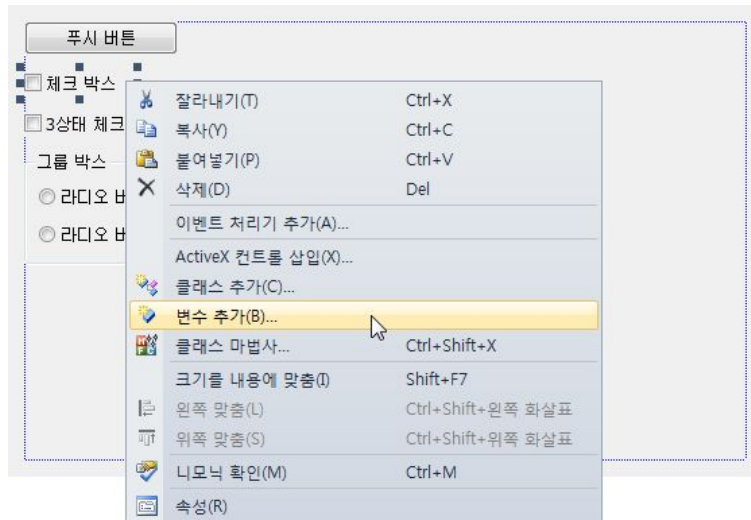 푸시 버튼
체크 박스
3상태 체크
그룹 박스
라디오 버
라디오 버
잘라내기(T) Ctrl+X
복사(Y) Ctrl+C
붙여넣기(P) Ctrl+V
삭제(D) Del
이벤트 처리기 추가(A)...
ActiveX 컨트롤 삽입(X)...
클래스 추가(C)...
변수 추가(B)...
클래스 마법사... Ctrl+Shift+X
크기를 내용에 맞춤(I) Shift+F7
왼쪽 맞춤(L) Ctrl+Shift+왼쪽 화살표
위쪽 맞춤(S) Ctrl+Shift+위쪽 화살표
니모닉 확인(M) Ctrl+M
속성(R)